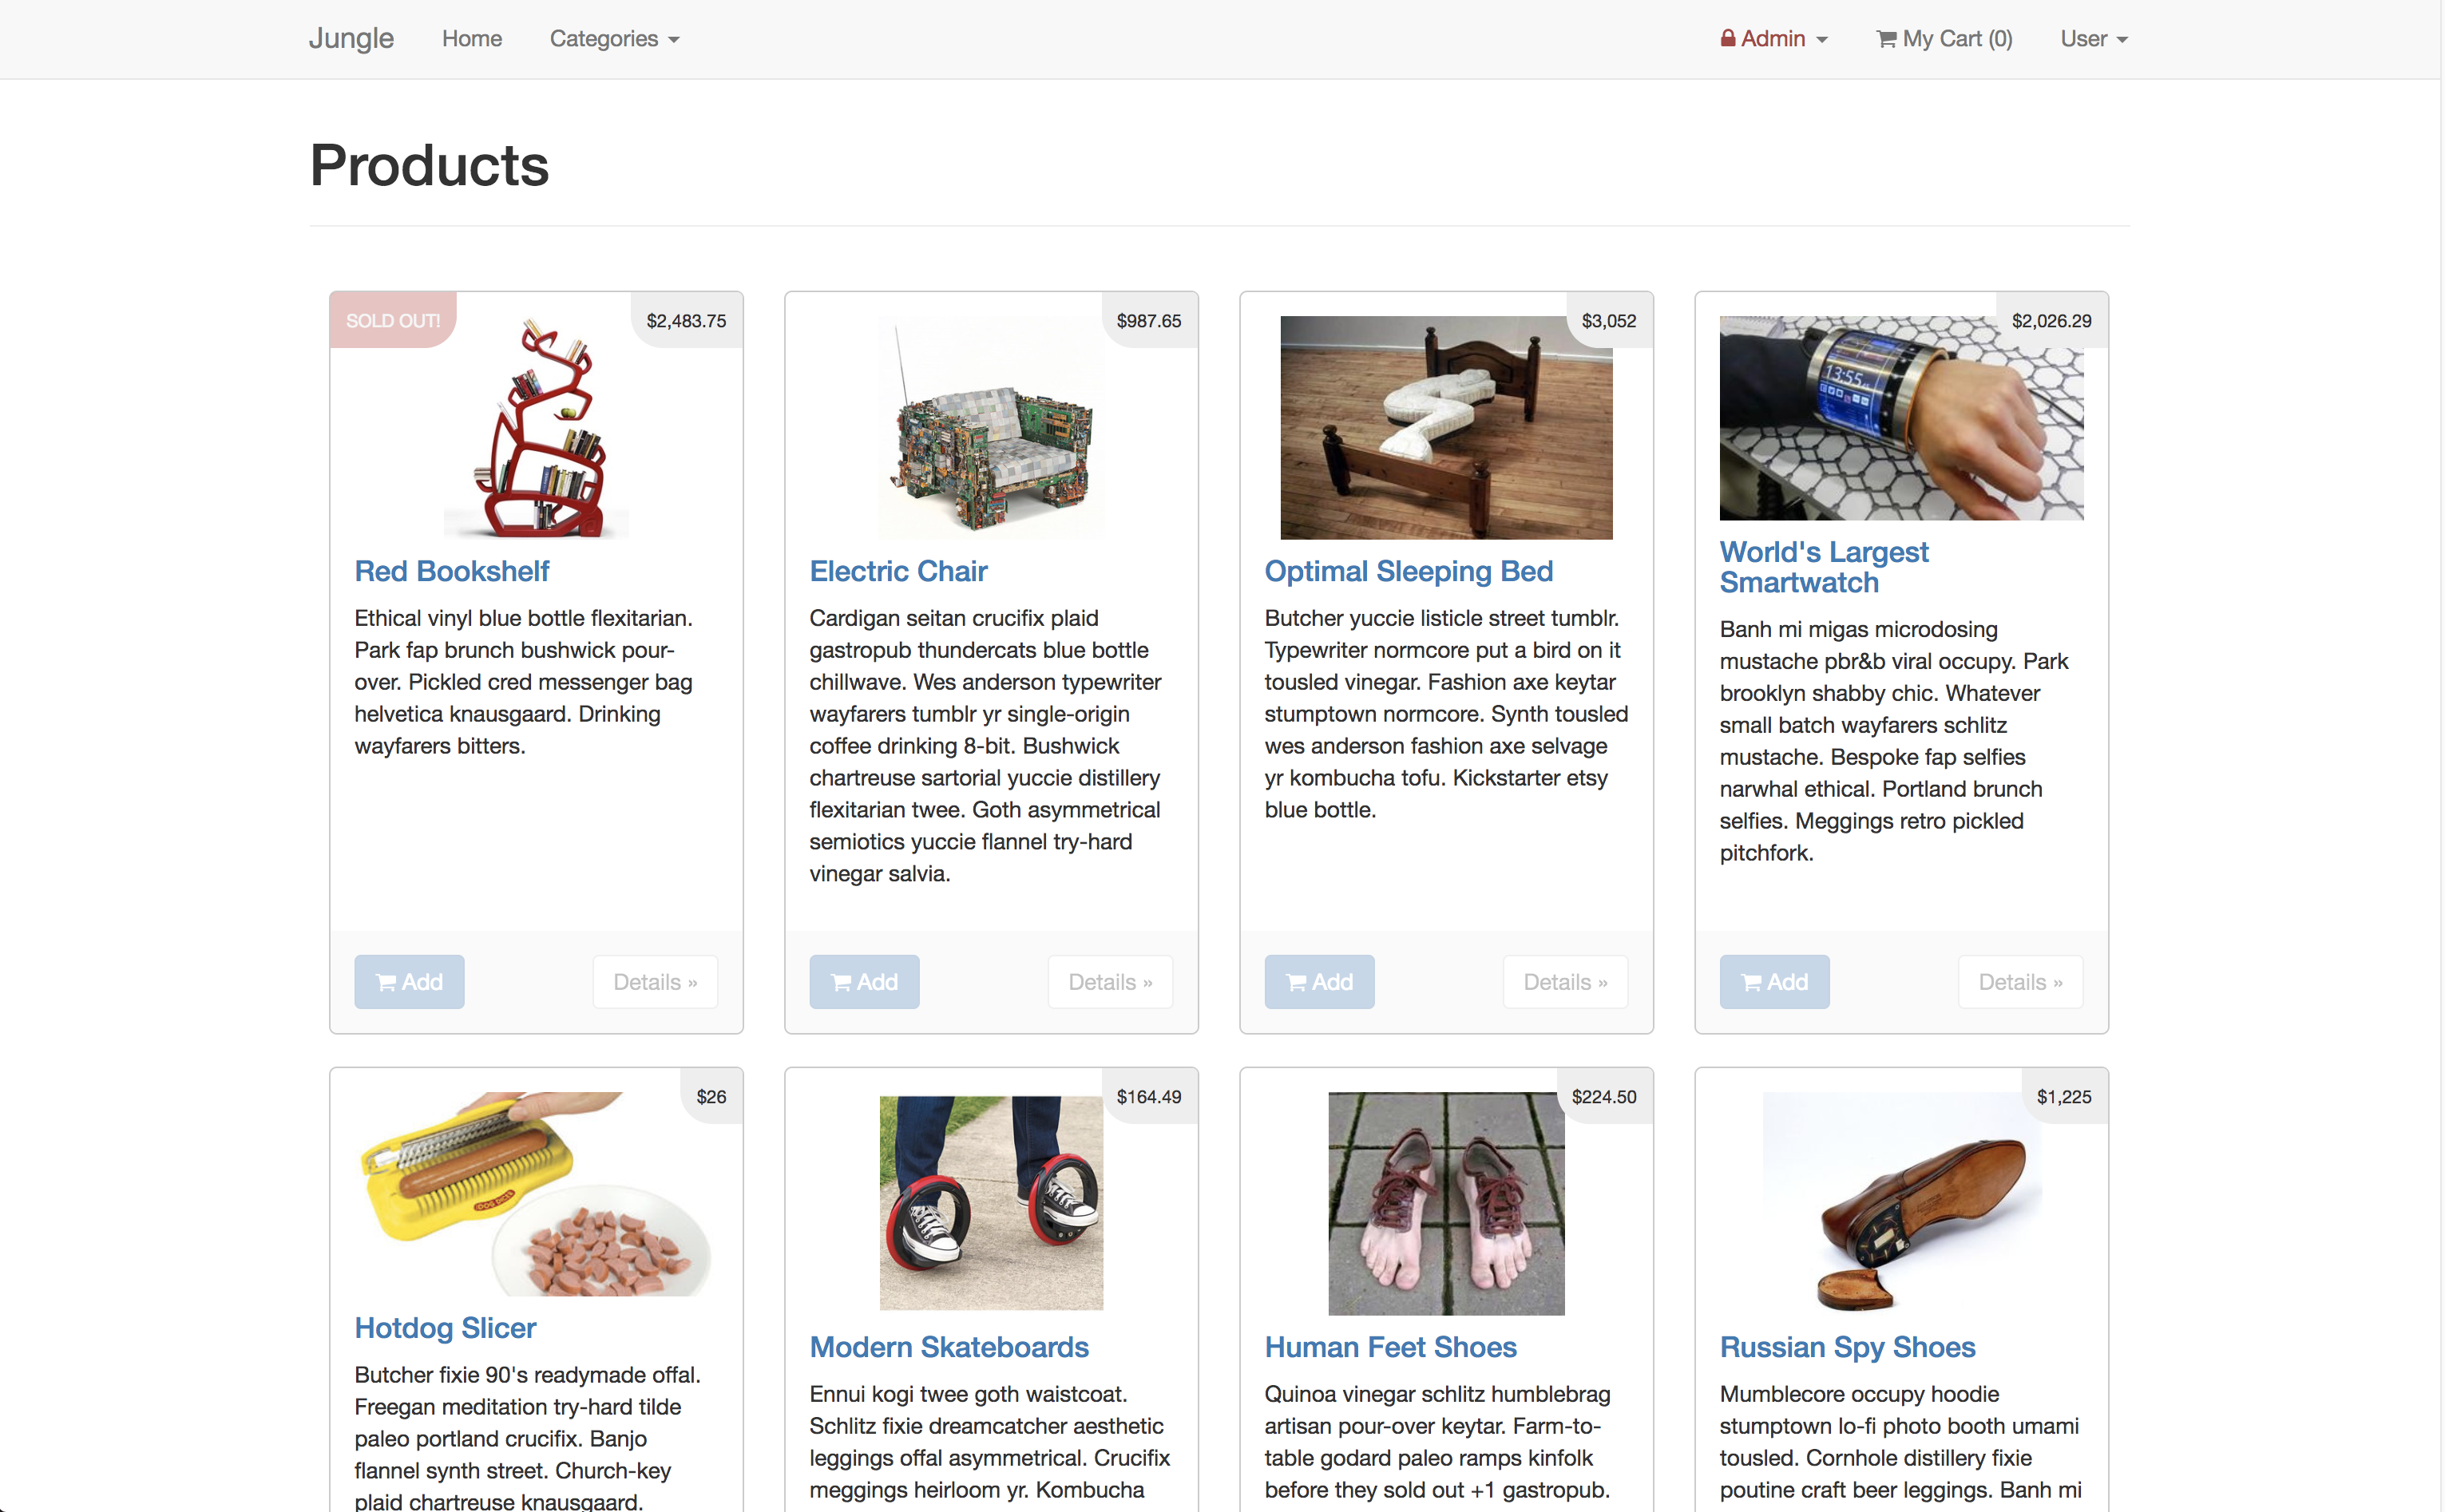 Jungle Home Categories Admin My Cart (0) User
Products
SOLD OUT! $2,483.75
Red Bookshelf
Ethical vinyl blue bottle flexitarian.
Park fap brunch bushwick pour-
over. Pickled cred messenger bag
helvetica knausgaard. Drinking
wayfarers bitters.
Add Details »
$987.65
Electric Chair
Cardigan seitan crucifix plaid
gastropub thundercats blue bottle
chillwave. Wes anderson typewriter
wayfarers tumblr yr single-origin
coffee drinking 8-bit. Bushwick
chartreuse sartorial yuccie distillery
flexitarian twee. Goth asymmetrical
semiotics yuccie flannel try-hard
vinegar salvia.
Add Details »
$3,052
Optimal Sleeping Bed
Butcher yuccie listicle street tumblr.
Typewriter normcore put a bird on it
tousled vinegar. Fashion axe keytar
stumptown normcore. Synth tousled
wes anderson fashion axe selvage
yr kombucha tofu. Kickstarter etsy
blue bottle.
Add Details »
$2,026.29
13:55
World's Largest
Smartwatch
Banh mi migas microdosing
mustache pbr&b viral occupy. Park
brooklyn shabby chic. Whatever
small batch wayfarers schlitz
mustache. Bespoke fap selfies
narwhal ethical. Portland brunch
selfies. Meggings retro pickled
pitchfork.
Add Details »
$26
Hotdog Slicer
Butcher fixie 90's readymade offal.
Freegan meditation try-hard tilde
paleo portland crucifix. Banjo
flannel synth street. Church-key
plaid chartreuse knausgaard.
$164.49
Modern Skateboards
Ennui kogi twee goth waistcoat.
Schlitz fixie dreamcatcher aesthetic
leggings offal asymmetrical. Crucifix
meggings heirloom yr. Kombucha
$224.50
Human Feet Shoes
Quinoa vinegar schlitz humblebrag
artisan pour-over keytar. Farm-to-
table godard paleo ramps kinfolk
before they sold out +1 gastropub.
$1,225
Russian Spy Shoes
Mumblecore occupy hoodie
stumptown lo-fi photo booth umami
tousled. Cornhole distillery fixie
poutine craft beer leggings. Banh mi